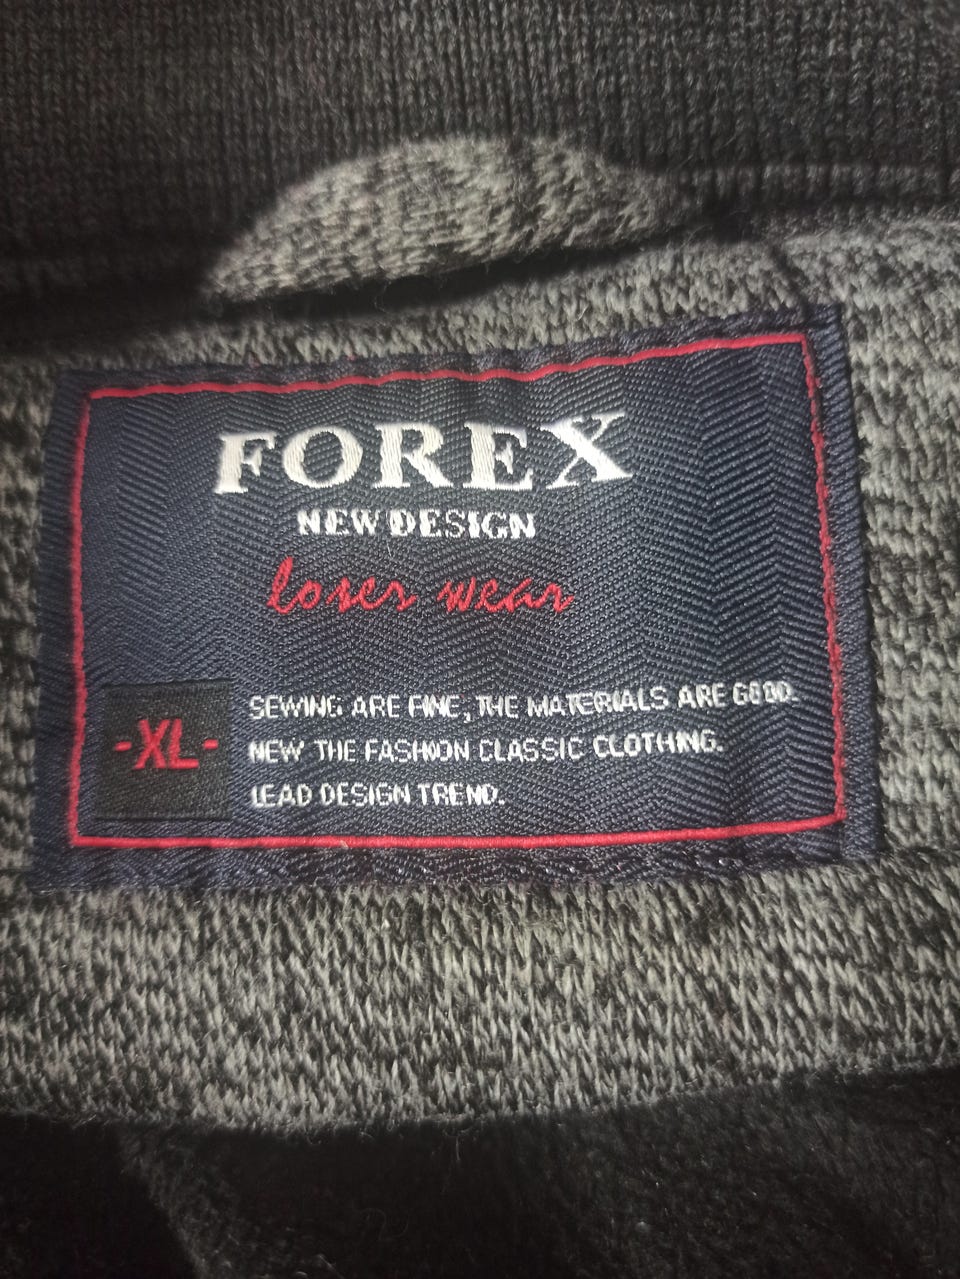 FOREX
NEW DESIGN
loser wear
-XL-
SEWING ARE FINE, THE MATERIALS ARE GOOD.
NEW THE FASHION CLASSIC CLOTHING.
LEAD DESIGN TREND.